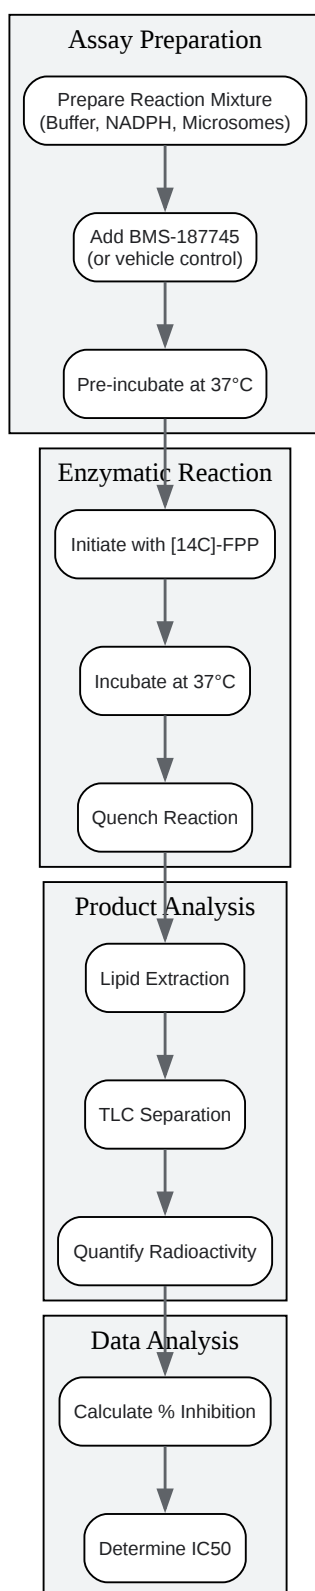 Assay Preparation
Prepare Reaction Mixture
(Buffer, NADPH, Microsomes)
Add BMS-187745
(or vehicle control)
Pre-incubate at 37°C
Enzymatic Reaction
Initiate with [14C]-FPP
Incubate at 37°C
Quench Reaction
Product Analysis
Lipid Extraction
TLC Separation
Quantify Radioactivity
Data Analysis
Calculate % Inhibition
Determine IC50